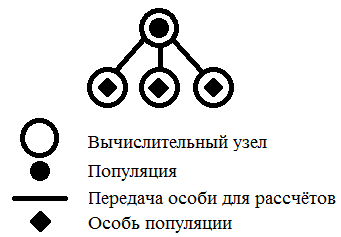 Вычислительный узел
Популяция
Передача особи для рассчётов
Особь популяции